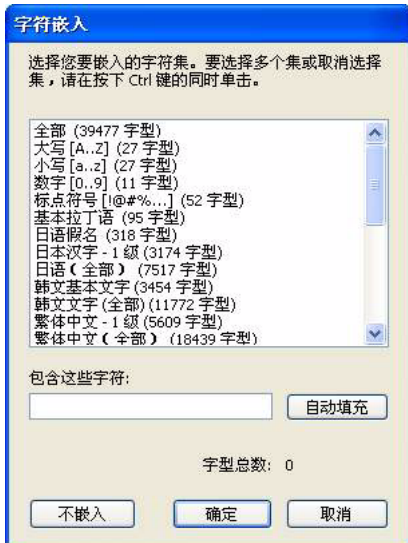 字符嵌入
选择您要嵌入的字符集。要选择多个集或取消选择
集，请在按下 Ctrl 键的同时单击。
全部 (39477 字型)
大写 [A..Z] (27 字型)
小写 [a..z] (27 字型)
数字 [0..9] (11 字型)
标点符号 [!@#%...] (52 字型)
基本拉丁语 (95 字型)
日语假名 (318 字型)
日本汉字 - 1 级 (3174 字型)
日语（全部） (7517 字型)
韩文基本文字 (3454 字型)
韩文文字 (全部) (11772 字型)
繁体中文 - 1 级 (5609 字型)
繁体中文（全部） (18439 字型)
包含这些字符:
自动填充
字型总数: 0
不嵌入 确定 取消